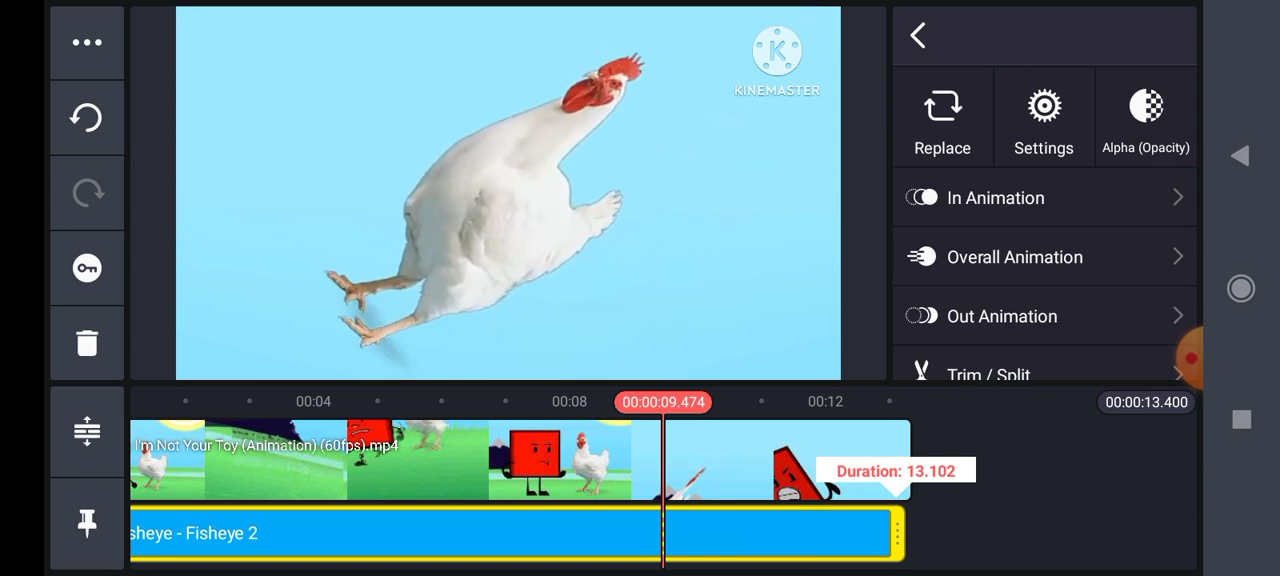 KINEMASTER
Replace
Settings
Alpha (Opacity)
In Animation
Overall Animation
Out Animation
Trim / Split
00:04
00:08
00:00:09.474
00:12
00:00:13.400
I'm Not Your Toy (Animation) (60fps).mp4
Duration: 13.102
sheye - Fisheye 2